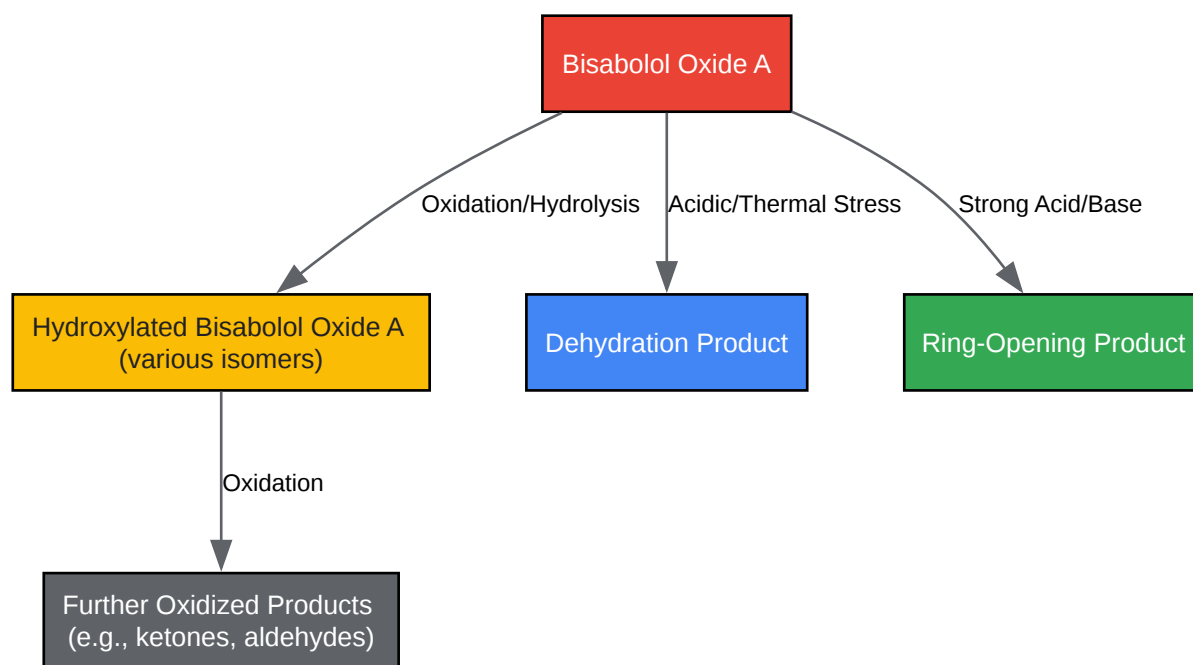 Bisabolol Oxide A
Oxidation/Hydrolysis
Acidic/Thermal Stress
Strong Acid/Base
Hydroxylated Bisabolol Oxide A
(various isomers)
Dehydration Product
Ring-Opening Product
Oxidation
Further Oxidized Products
(e.g., ketones, aldehydes)